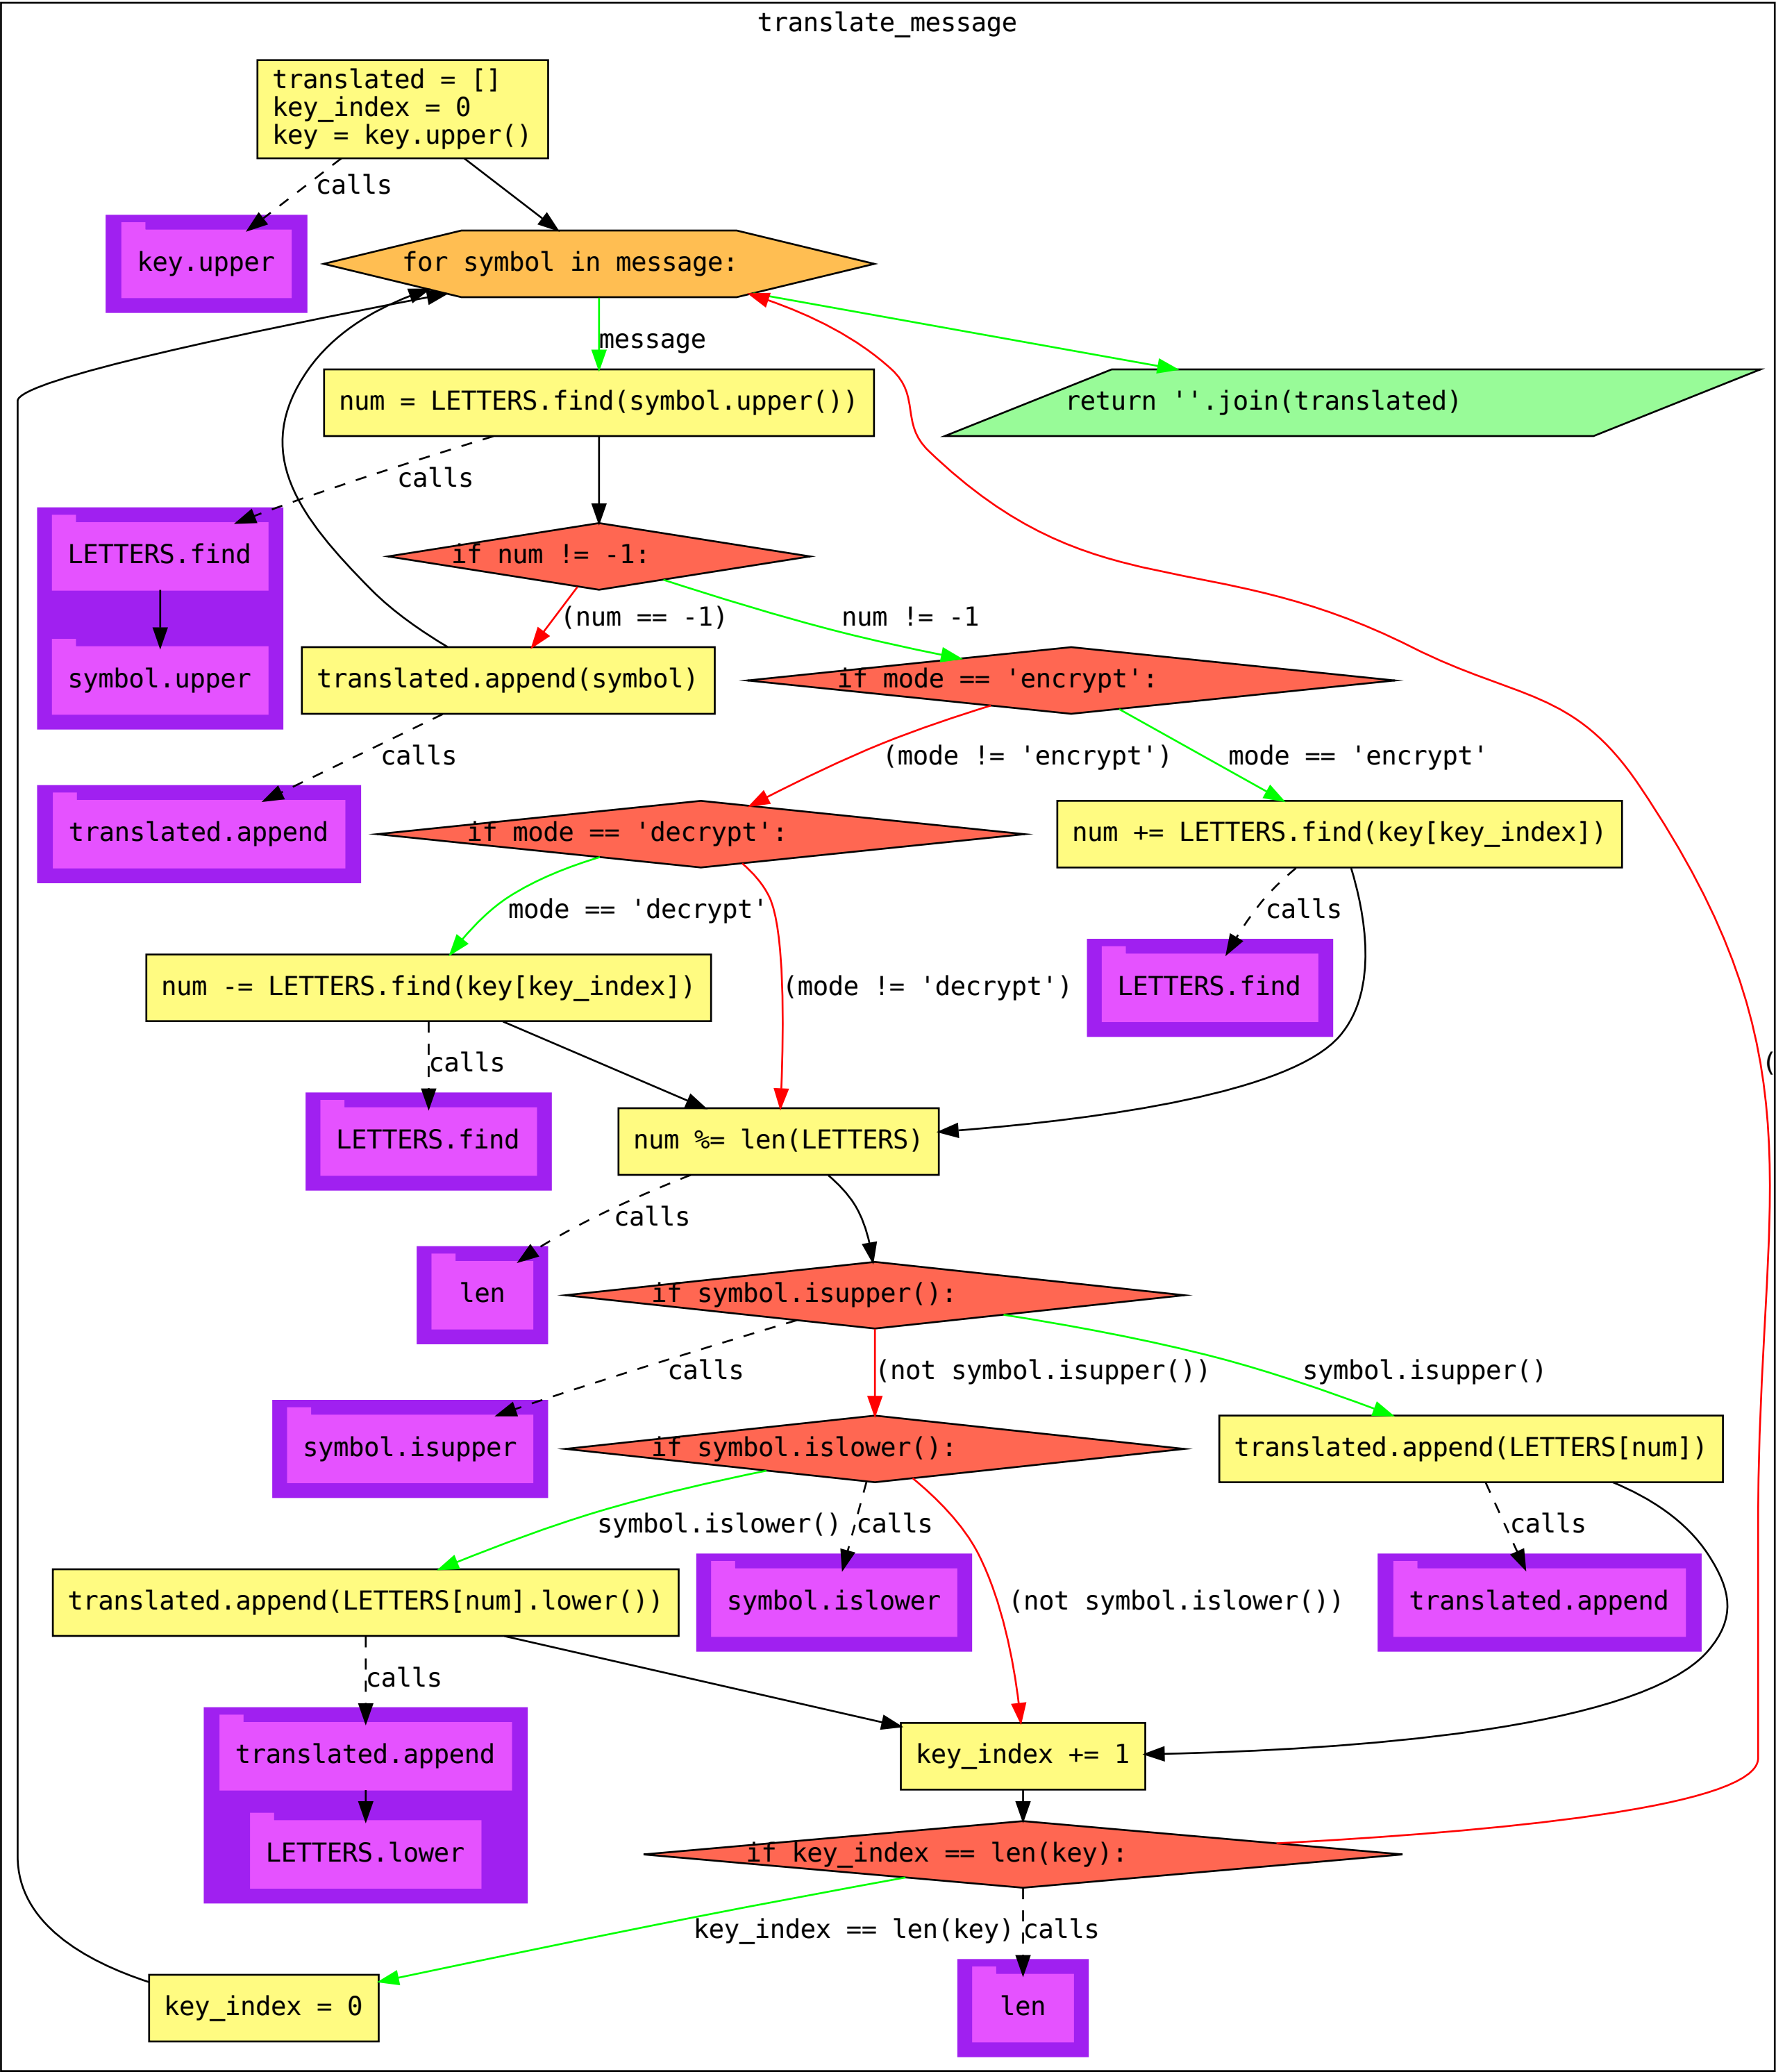 translate_message
translated = []
key_index = 0
key = key.upper()
calls
key.upper
for symbol in message:
message
num = LETTERS.find(symbol.upper())
return ''.join(translated)
calls
LETTERS.find
if num != -1:
(num == -1)
num != -1
symbol.upper
translated.append(symbol)
if mode == 'encrypt':
calls
(mode != 'encrypt')
mode == 'encrypt'
translated.append
if mode == 'decrypt':
num += LETTERS.find(key[key_index])
mode == 'decrypt'
calls
num -= LETTERS.find(key[key_index])
(mode != 'decrypt')
LETTERS.find
calls
(
LETTERS.find
num %= len(LETTERS)
calls
len
if symbol.isupper():
calls
(not symbol.isupper())
symbol.isupper()
symbol.isupper
if symbol.islower():
translated.append(LETTERS[num])
symbol.islower()
calls
calls
translated.append(LETTERS[num].lower())
symbol.islower
(not symbol.islower())
translated.append
calls
translated.append
key_index += 1
LETTERS.lower
if key_index == len(key):
key_index == len(key)
calls
key_index = 0
len